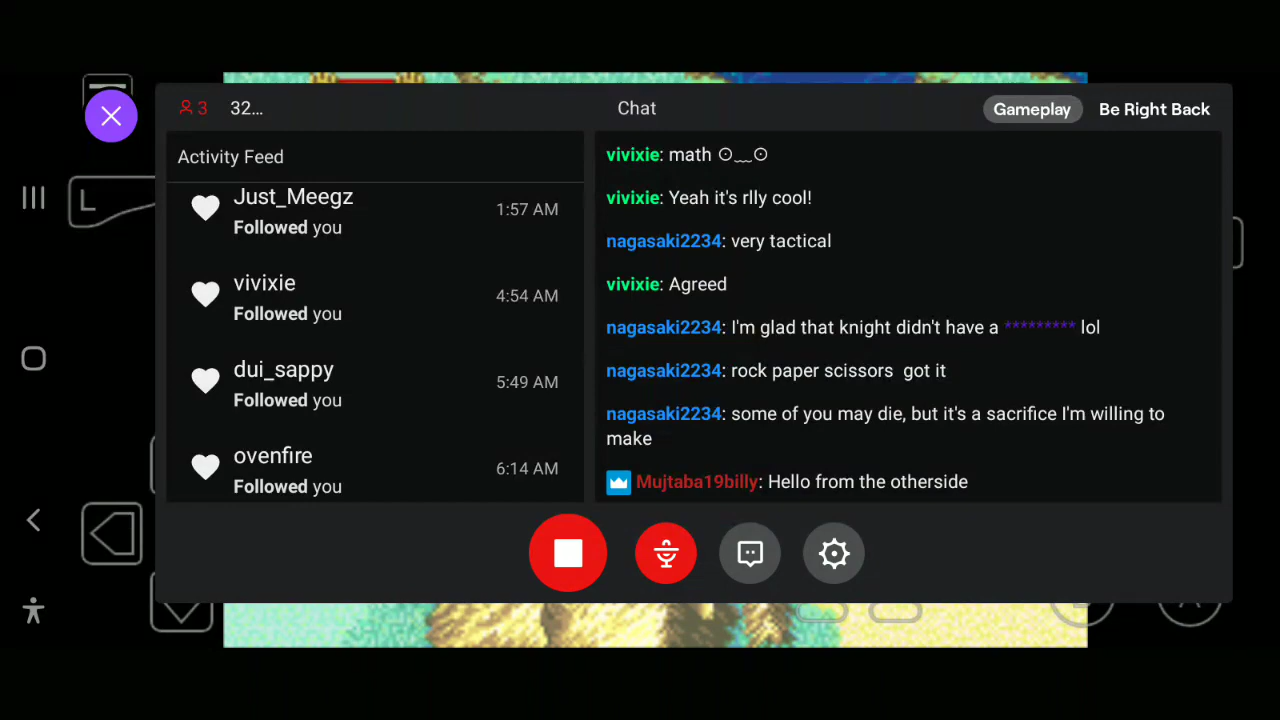 3 32... Chat Gameplay Be Right Back
Activity Feed
Just_Meegz
Followed you 1:57 AM
vivixie
Followed you 4:54 AM
dui_sappy
Followed you 5:49 AM
ovenfire
Followed you 6:14 AM
vivixie: math ⊙﹏⊙
vivixie: Yeah it's rlly cool!
nagasaki2234: very tactical
vivixie: Agreed
nagasaki2234: I'm glad that knight didn't have a ********* lol
nagasaki2234: rock paper scissors got it
nagasaki2234: some of you may die, but it's a sacrifice I'm willing to
make
Mujtaba19billy: Hello from the otherside
L